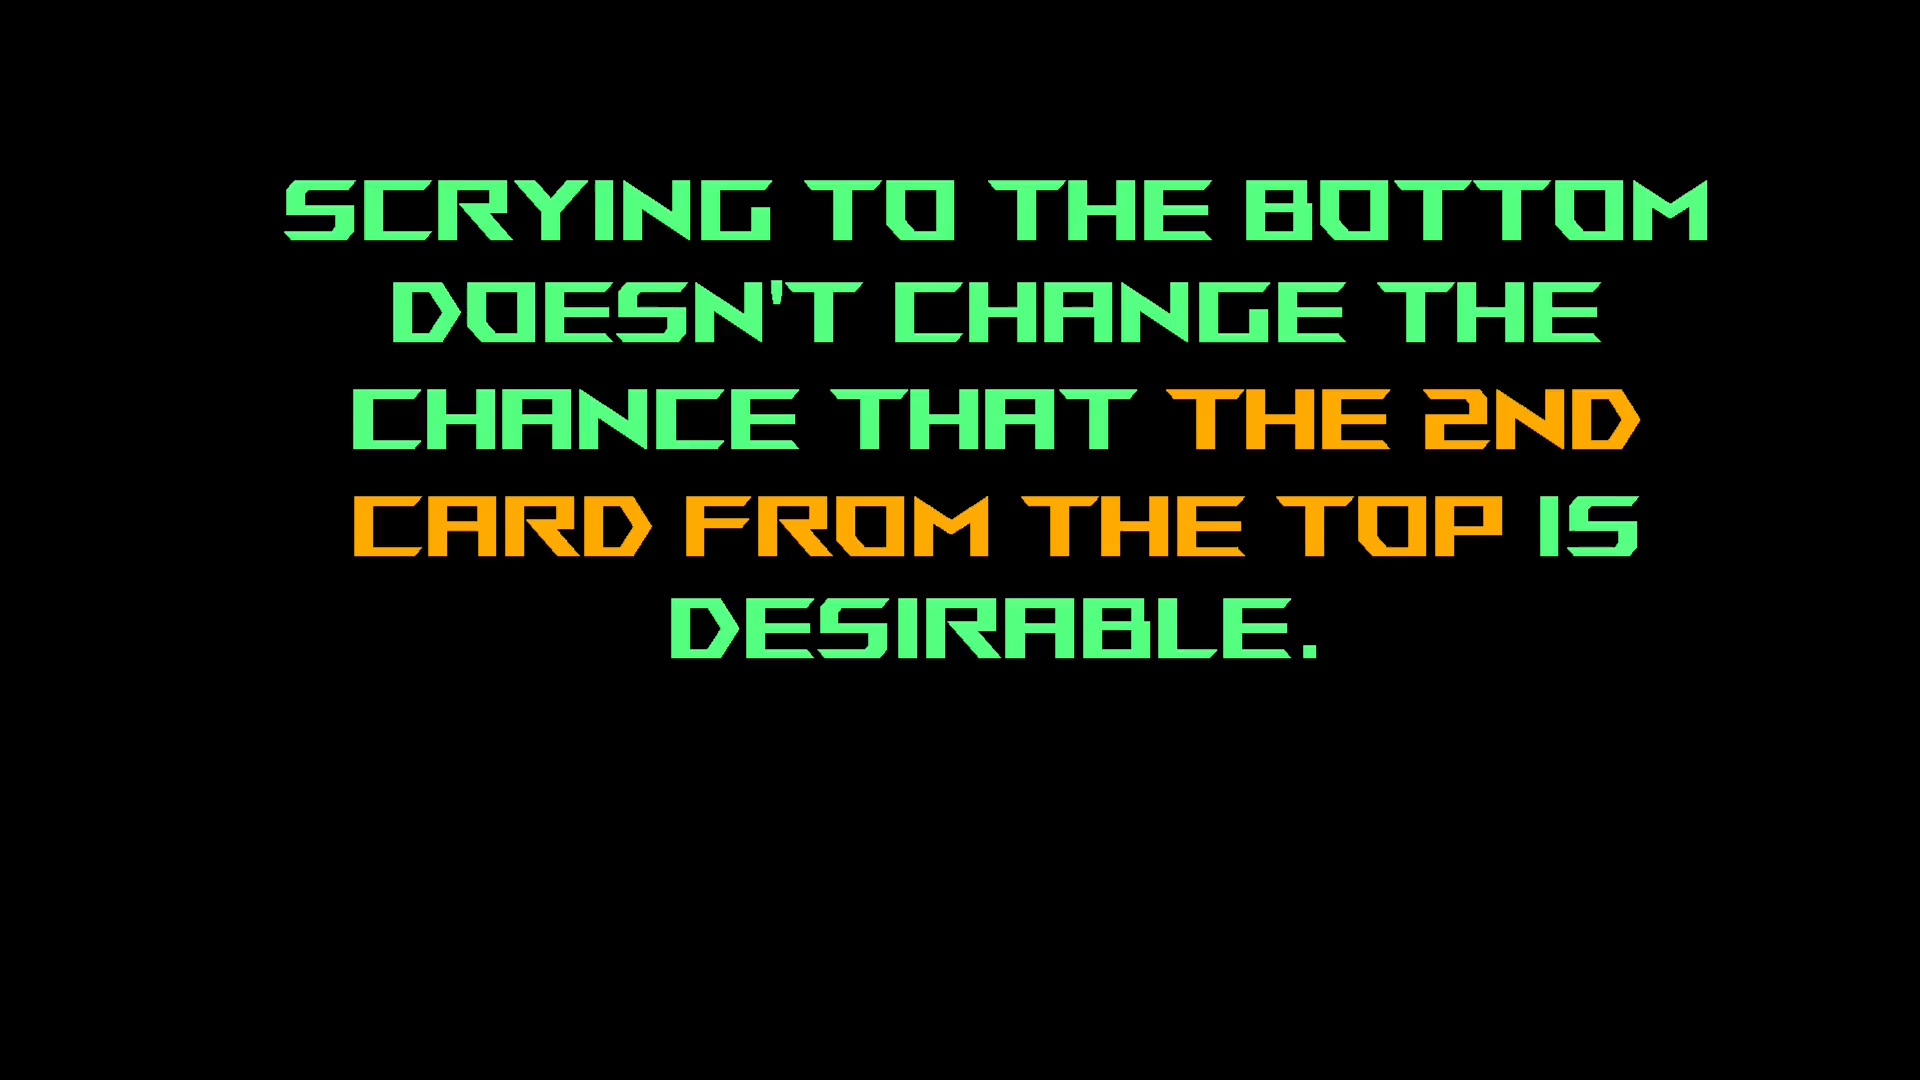 SCRYING TO THE BOTTOM
DOESN'T CHANGE THE
CHANCE THAT THE 2ND
CARD FROM THE TOP IS
DESIRABLE.